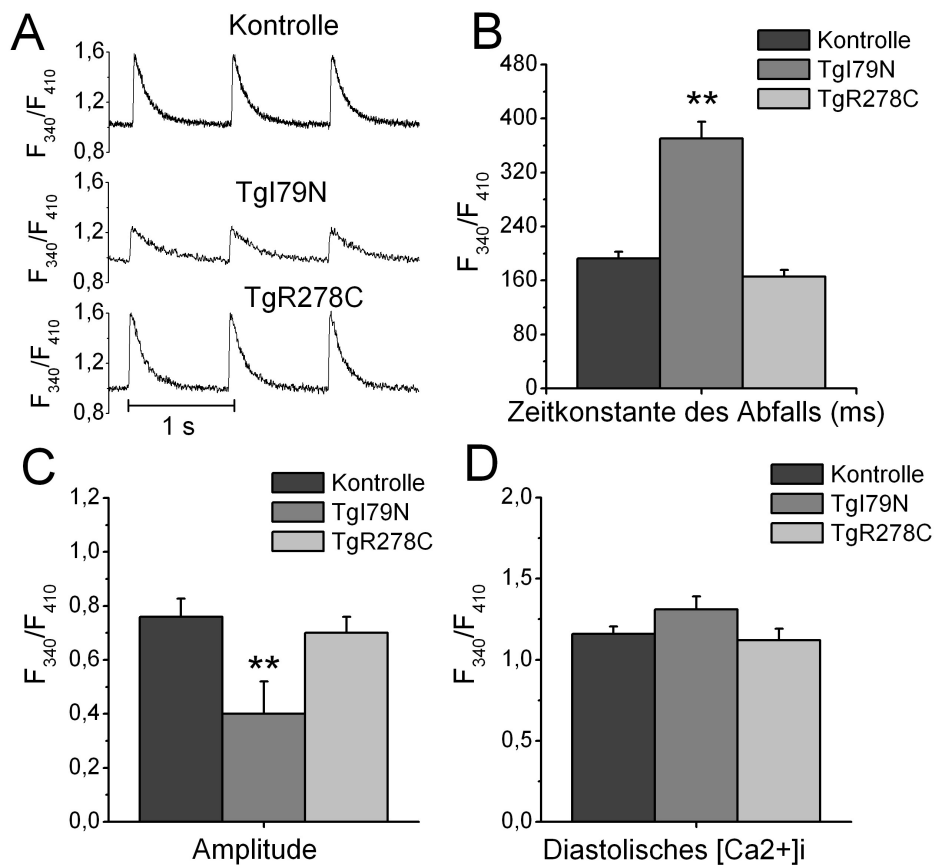 A
Kontrolle
1,6
1,2
0,8
F340/F410
TgI79N
1,6
1,2
0,8
F340/F410
TgR278C
1,6
1,2
0,8
F340/F410
1 s
B
Kontrolle
TgI79N
TgR278C
480
400
320
240
160
80
0
F340/F410
**
Zeitkonstante des Abfalls (ms)
C
Kontrolle
TgI79N
TgR278C
1,2
1,0
0,8
0,6
0,4
0,2
0,0
F340/F410
**
Amplitude
D
Kontrolle
TgI79N
TgR278C
2,0
1,5
1,0
0,5
0,0
F340/F410
Diastolisches [Ca2+]i